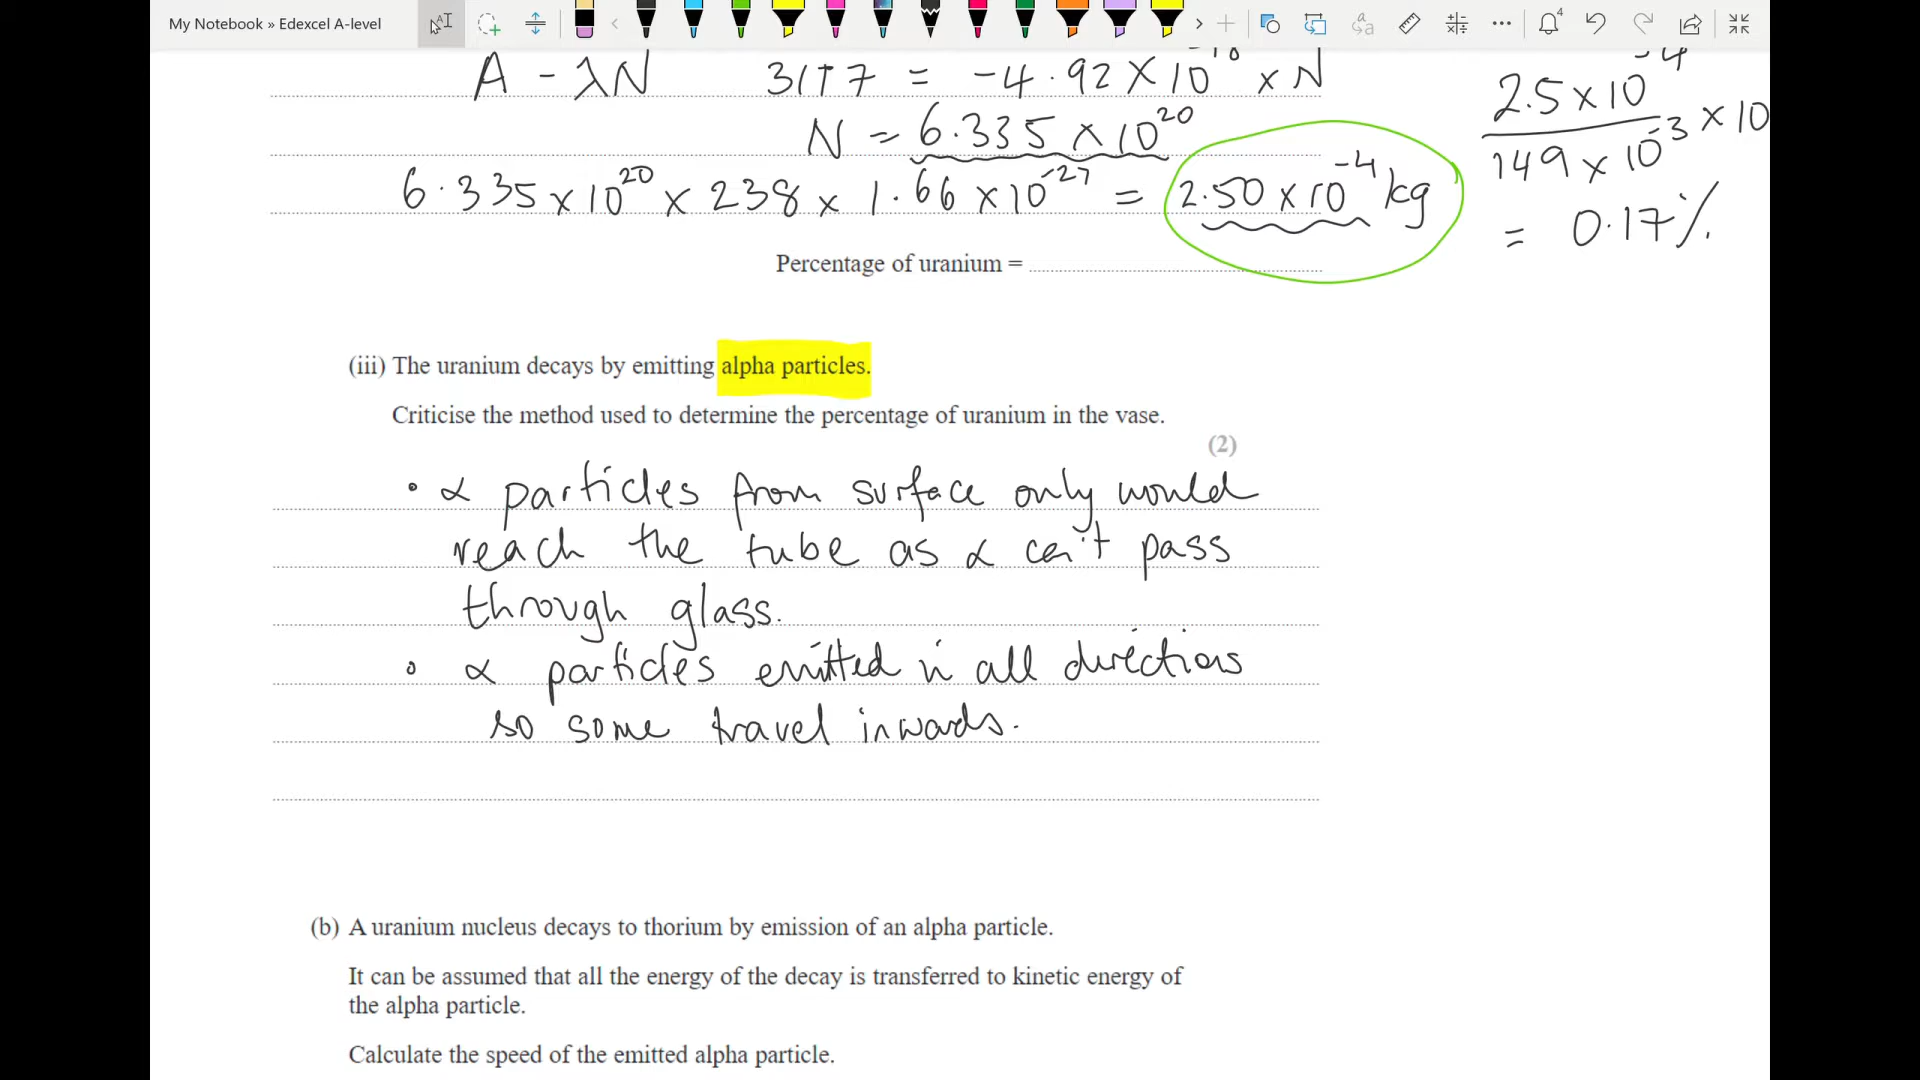 My Notebook » Edexcel A-level
A - λN 3117 = -4.92 × 10⁻¹⁸ × N
N = 6.335 × 10²⁰
6.335 × 10²⁰ × 238 × 1.66 × 10⁻²⁷ = 2.50 × 10⁻⁴ kg
2.5 × 10⁻⁴
149 × 10⁻³ × 10
= 0.17%
Percentage of uranium =
(iii) The uranium decays by emitting alpha particles.
Criticise the method used to determine the percentage of uranium in the vase.
(2)
• α particles from surface only would
reach the tube as α can't pass
through glass.
• α particles emitted in all directions
so some travel inwards.
(b) A uranium nucleus decays to thorium by emission of an alpha particle.
It can be assumed that all the energy of the decay is transferred to kinetic energy of
the alpha particle.
Calculate the speed of the emitted alpha particle.